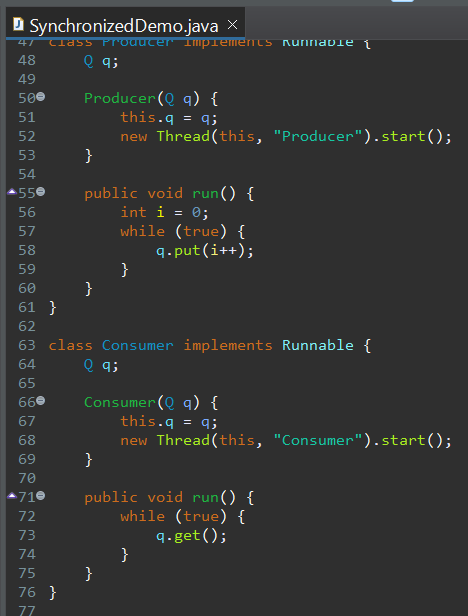 SynchronizedDemo.java
47 class Producer implements Runnable {
48     Q q;
49
50     Producer(Q q) {
51         this.q = q;
52         new Thread(this, "Producer").start();
53     }
54
55     public void run() {
56         int i = 0;
57         while (true) {
58             q.put(i++);
59         }
60     }
61 }
62
63 class Consumer implements Runnable {
64     Q q;
65
66     Consumer(Q q) {
67         this.q = q;
68         new Thread(this, "Consumer").start();
69     }
70
71     public void run() {
72         while (true) {
73             q.get();
74         }
75     }
76 }
77